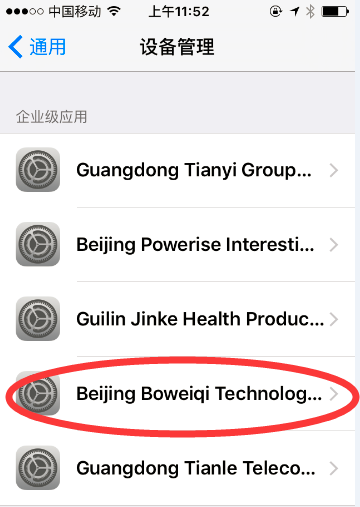 中国移动 上午11:52
通用 设备管理
企业级应用
Guangdong Tianyi Group...
Beijing Powerise Interesti...
Guilin Jinke Health Produc...
Beijing Boweiqi Technolog...
Guangdong Tianle Teleco...